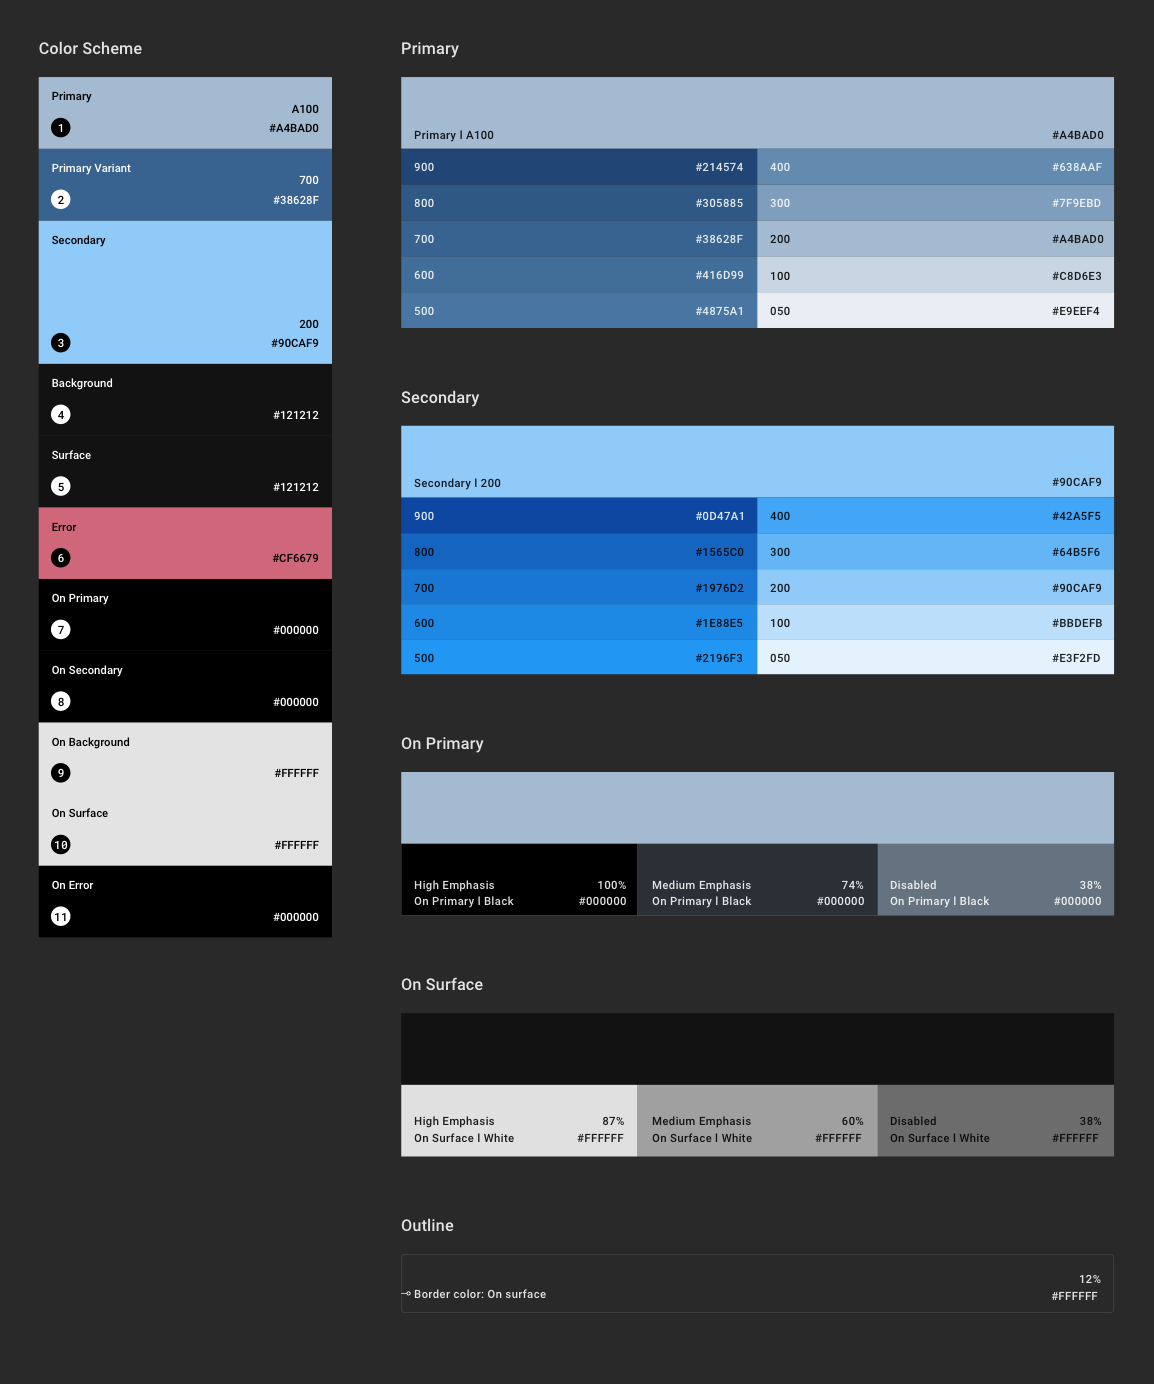 Color Scheme
Primary
A100
1
#A4BAD0
Primary Variant
700
2
#38628F
Secondary
200
3
#90CAF9
Background
4
#121212
Surface
5
#121212
Error
6
#CF6679
On Primary
7
#000000
On Secondary
8
#000000
On Background
9
#FFFFFF
On Surface
10
#FFFFFF
On Error
11
#000000
Primary
Primary | A100 #A4BAD0
900 #214574 400 #638AAF
800 #305885 300 #7F9EBD
700 #38628F 200 #A4BAD0
600 #416D99 100 #C8D6E3
500 #4875A1 050 #E9EEF4
Secondary
Secondary | 200 #90CAF9
900 #0D47A1 400 #42A5F5
800 #1565C0 300 #64B5F6
700 #1976D2 200 #90CAF9
600 #1E88E5 100 #BBDEFB
500 #2196F3 050 #E3F2FD
On Primary
High Emphasis 100% Medium Emphasis 74% Disabled 38%
On Primary | Black #000000 On Primary | Black #000000 On Primary | Black #000000
On Surface
High Emphasis 87% Medium Emphasis 60% Disabled 38%
On Surface | White #FFFFFF On Surface | White #FFFFFF On Surface | White #FFFFFF
Outline
12%
Border color: On surface #FFFFFF